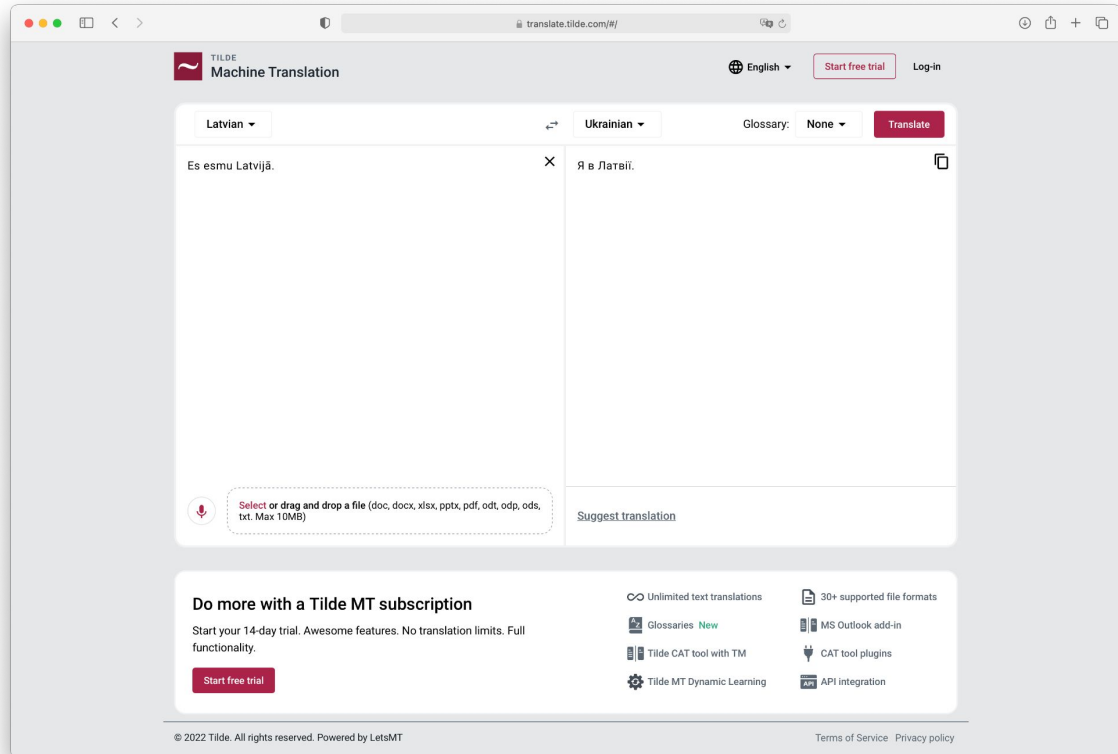 translate.tilde.com/#/
TILDE
Machine Translation
English
Start free trial
Log-in
Latvian
Ukrainian
Glossary:
None
Translate
Es esmu Latvijā.
Я в Латвії.
Select or drag and drop a file (doc, docx, xlsx, pptx, pdf, odt, odp, ods,
txt. Max 10MB)
Suggest translation
Do more with a Tilde MT subscription
Start your 14-day trial. Awesome features. No translation limits. Full
functionality.
Start free trial
Unlimited text translations
30+ supported file formats
Glossaries New
MS Outlook add-in
Tilde CAT tool with TM
CAT tool plugins
Tilde MT Dynamic Learning
API
API integration
© 2022 Tilde. All rights reserved. Powered by LetsMT
Terms of Service
Privacy policy